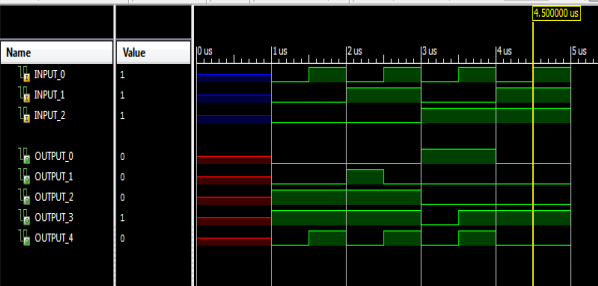 4.500000 us
Name Value 0 us 1 us 2 us 3 us 4 us 5 us
INPUT_0 1
INPUT_1 1
INPUT_2 1
OUTPUT_0 0
OUTPUT_1 0
OUTPUT_2 0
OUTPUT_3 1
OUTPUT_4 0